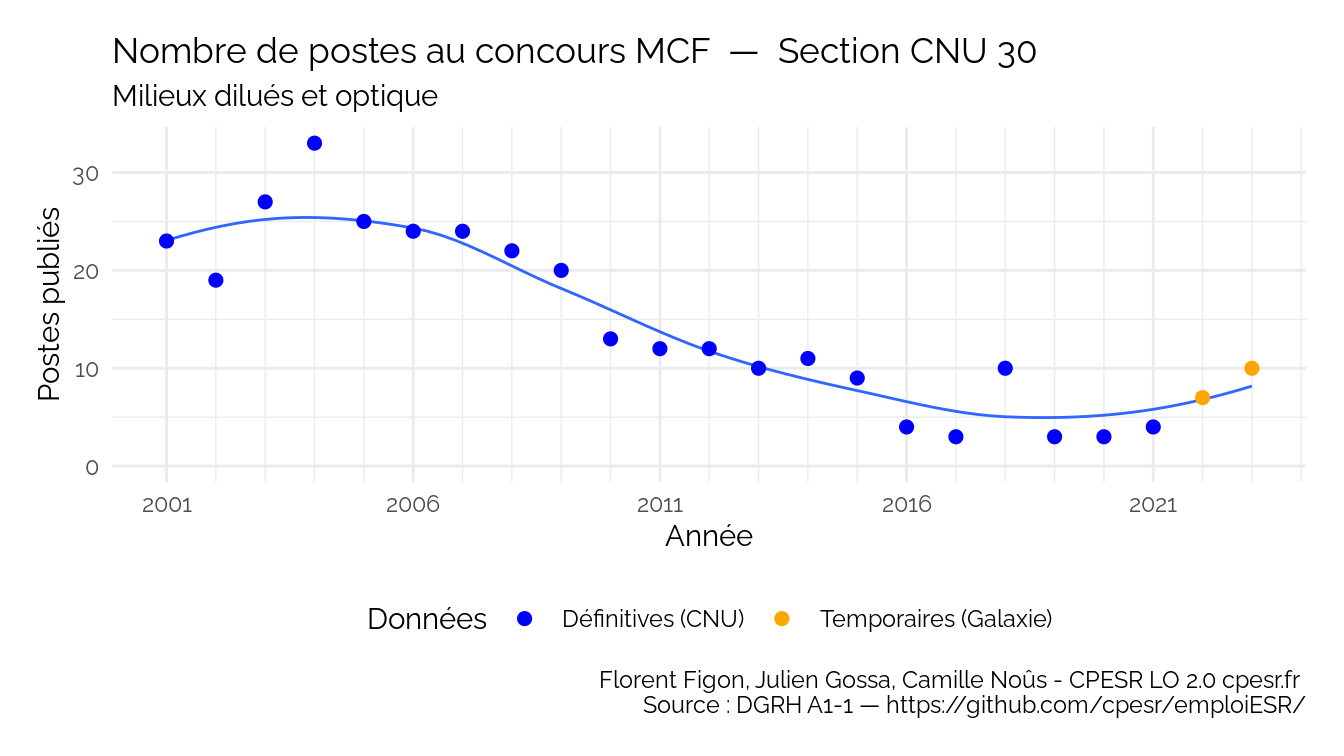 Nombre de postes au concours MCF — Section CNU 30
Milieux dilués et optique
Postes publiés
30
20
10
0
2001 2006 2011 2016 2021
Année
Données Définitives (CNU) Temporaires (Galaxie)
Florent Figon, Julien Gossa, Camille Noûs - CPESR LO 2.0 cpesr.fr
Source : DGRH A1-1 — https://github.com/cpesr/emploiESR/